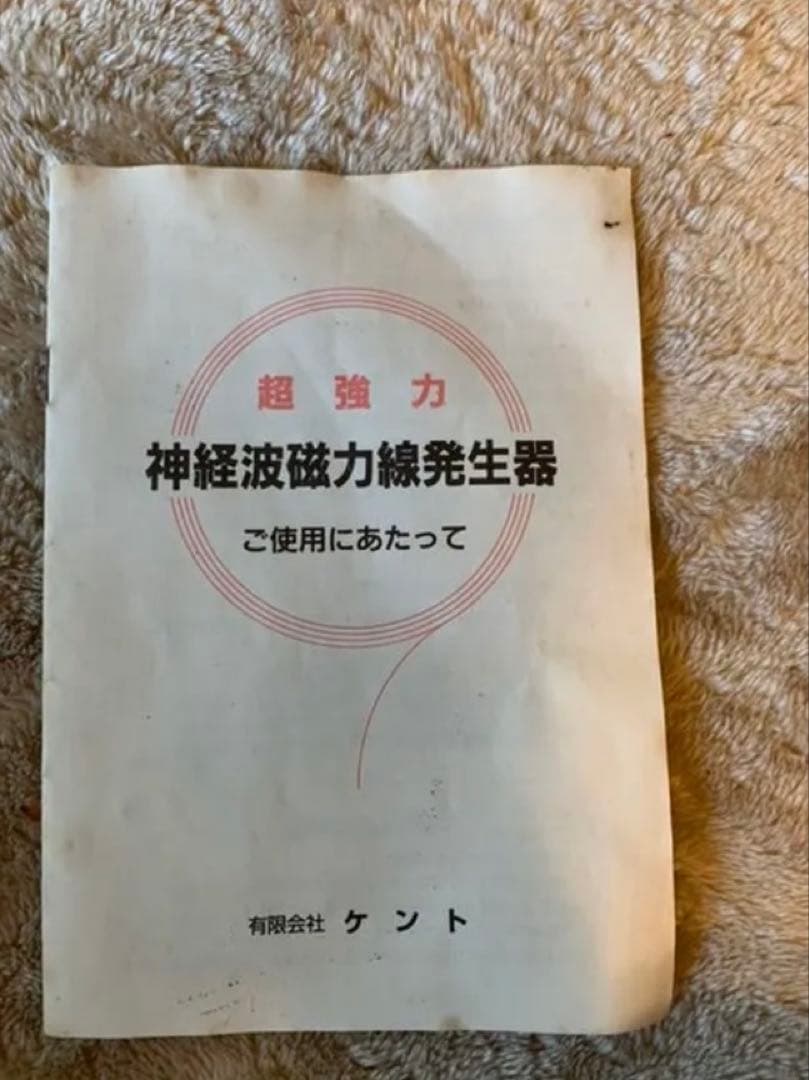 超強力
神経波磁力線発生器
ご使用にあたって
有限会社 ケント